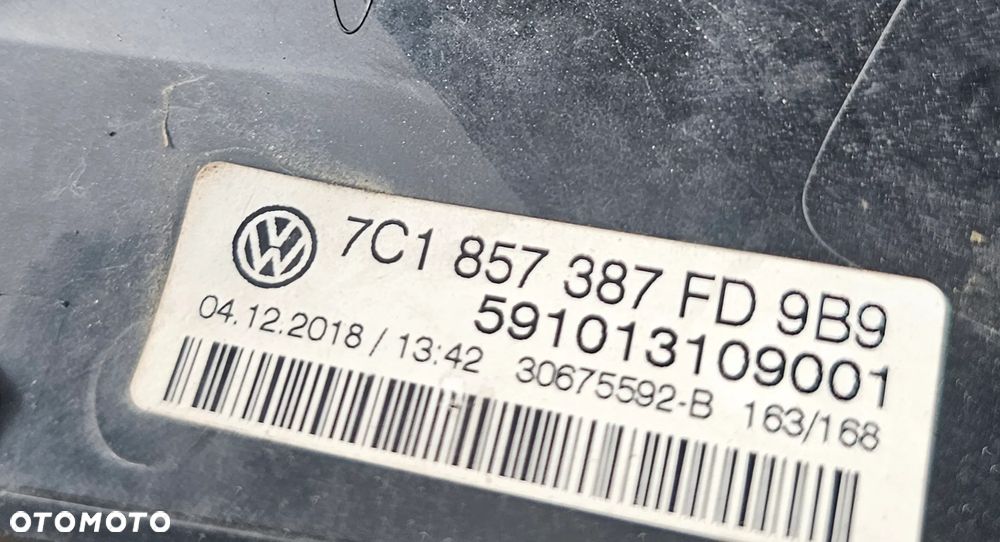 7C1 857 387 FD 9B9
591013109001
04.12.2018 / 13:42 30675592-B 163/168
OTOMOTO